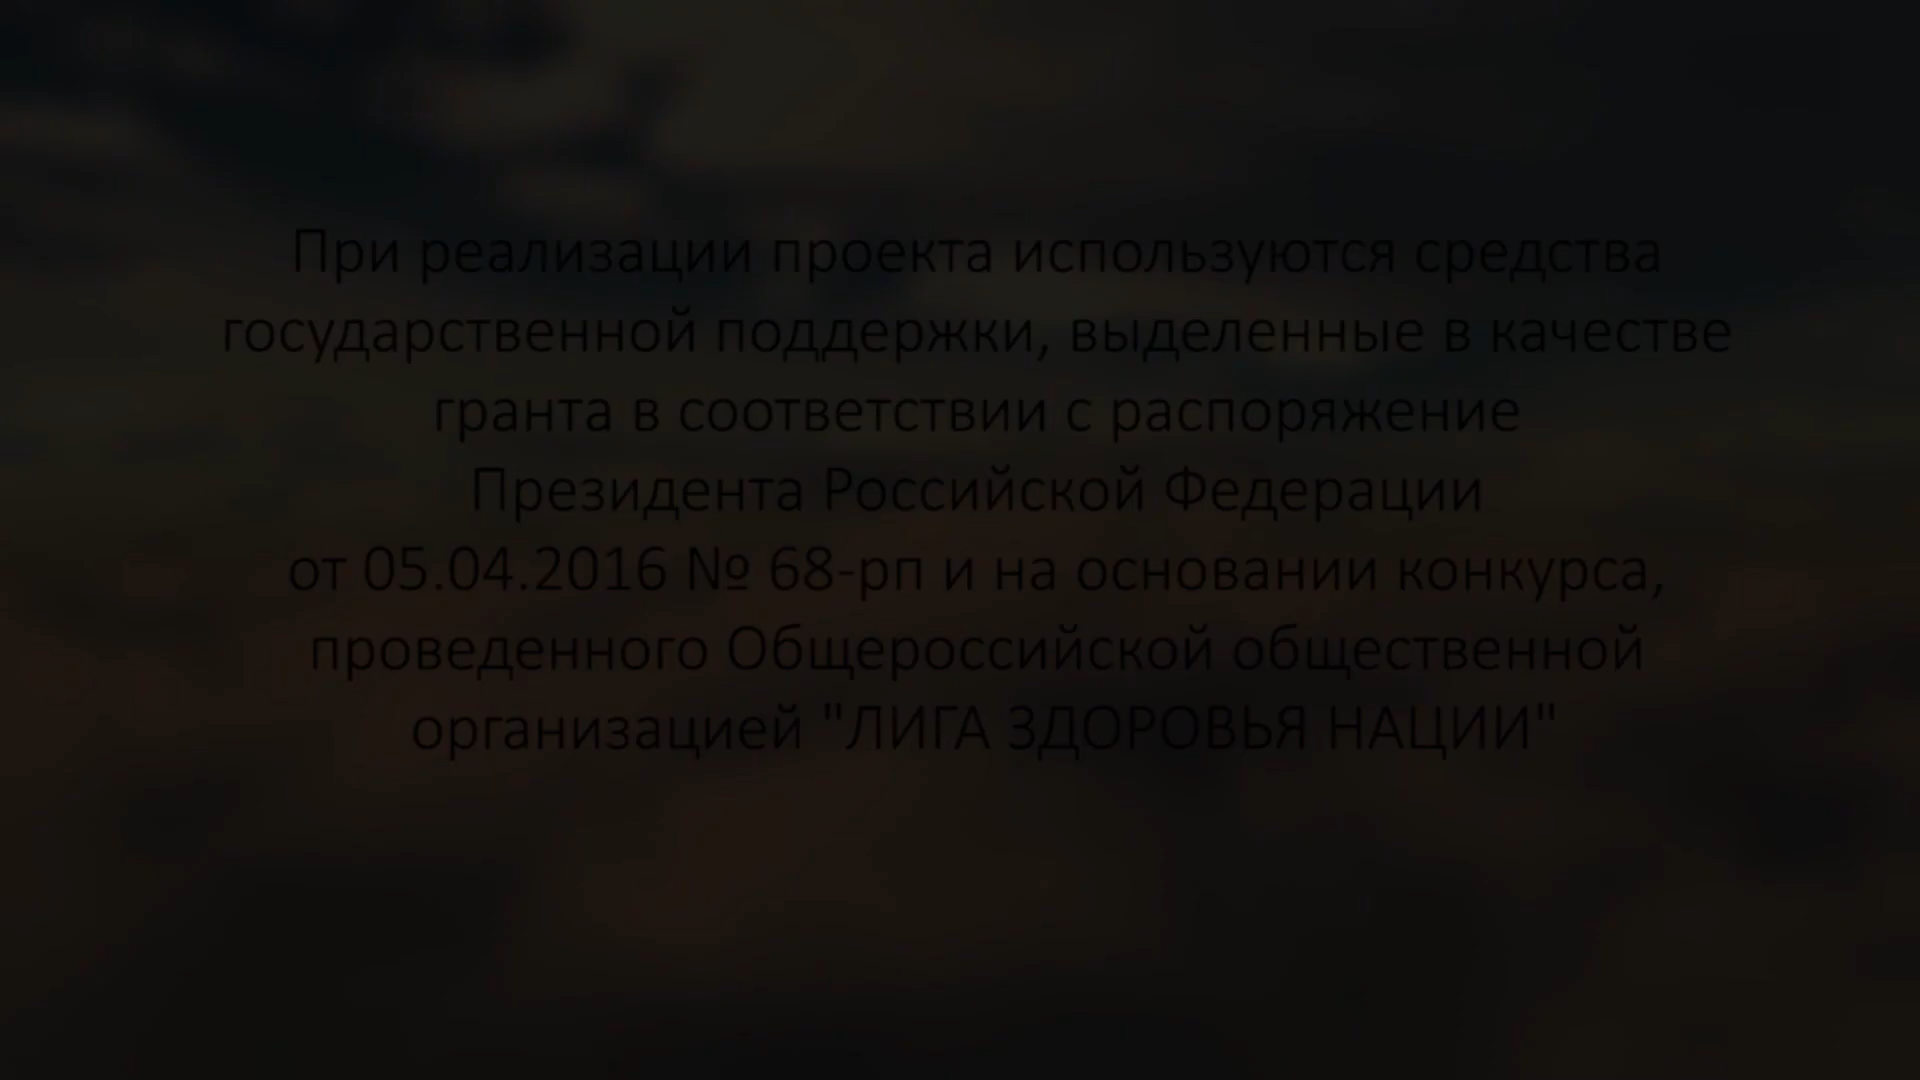 При реализации проекта используются средства
государственной поддержки, выделенные в качестве
гранта в соответствии с распоряжение
Президента Российской Федерации
от 05.04.2016 № 68-рп и на основании конкурса,
проведенного Общероссийской общественной
организацией "ЛИГА ЗДОРОВЬЯ НАЦИИ"